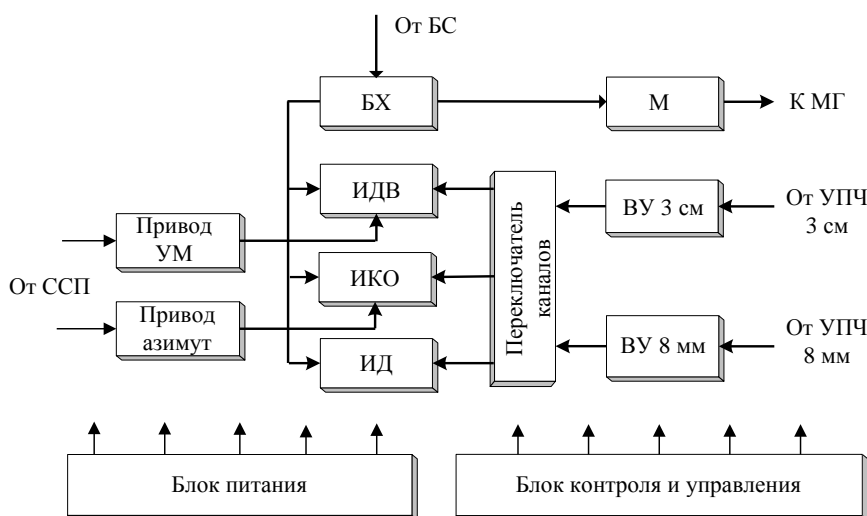 От БС
БХ
М
К МГ
ИДВ
Переключатель
каналов
ВУ 3 см
От УПЧ
3 см
Привод
УМ
От ССП
ИКО
Привод
азимут
ИД
ВУ 8 мм
От УПЧ
8 мм
Блок питания
Блок контроля и управления